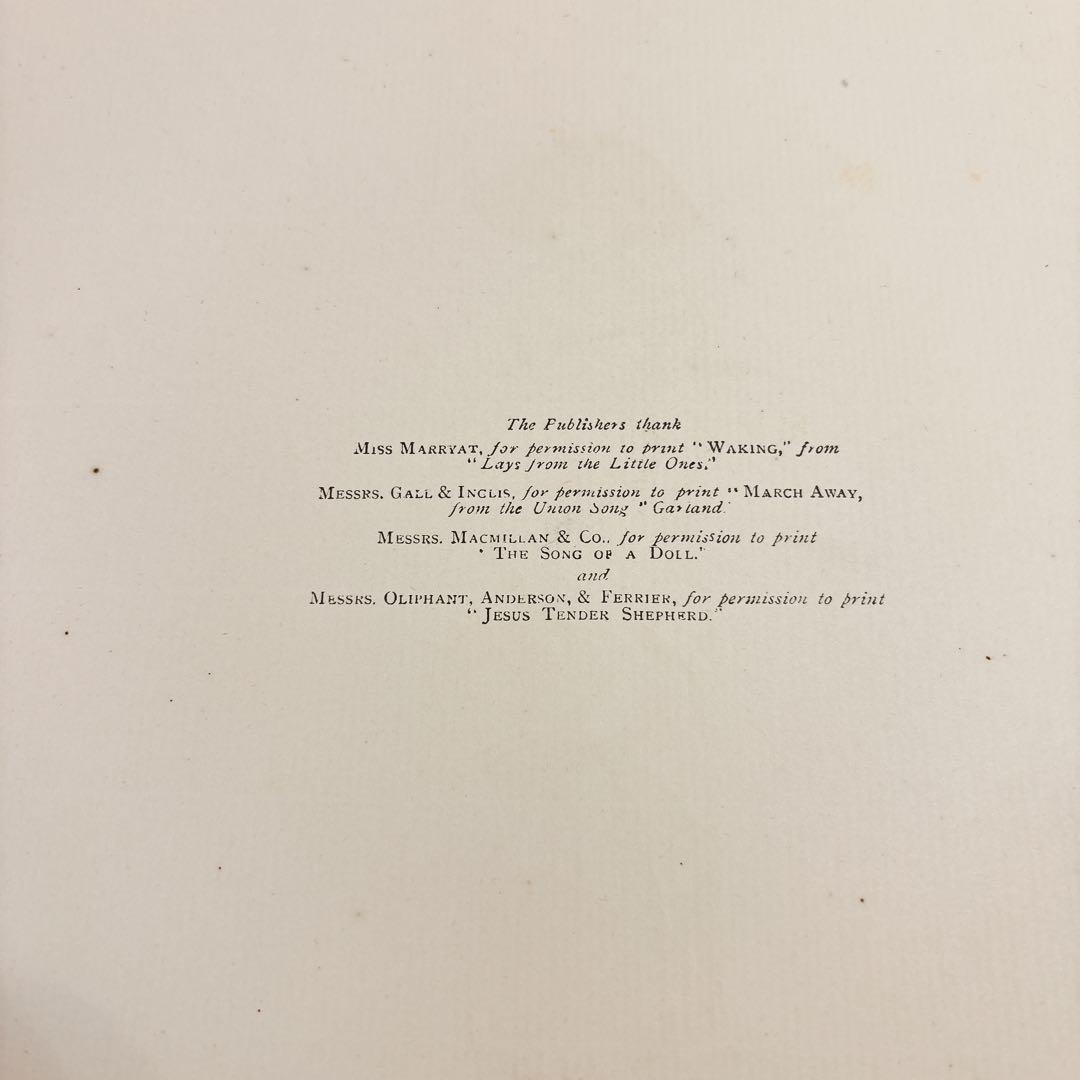 The Publishers thank
Miss Marryat, for permission to print "Waking," from
"Lays from the Little Ones."
Messrs. Gall & Inglis, for permission to print "March Away,
from the Union Song "Garland.'
Messrs. Macmillan & Co., for permission to print
'The Song of a Doll."
and
Messrs. Oliphant, Anderson, & Ferrier, for permission to print
"Jesus Tender Shepherd."